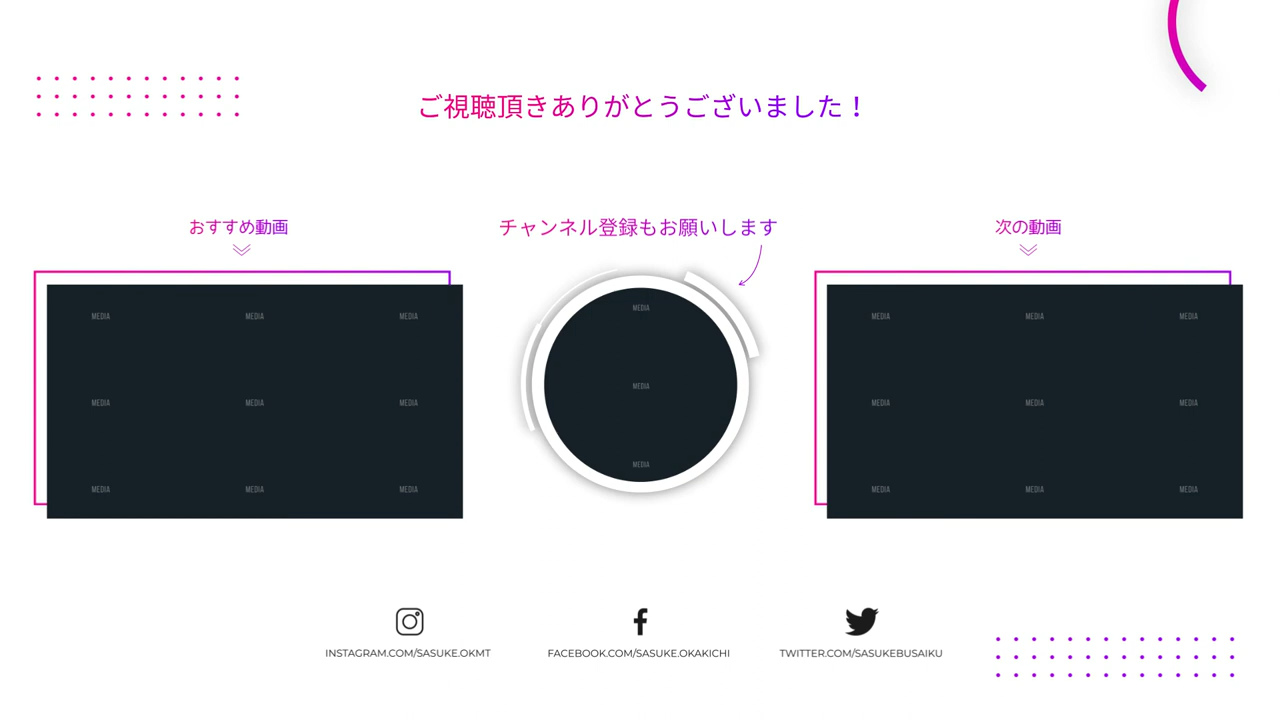 ご視聴頂きありがとうございました！
おすすめ動画
チャンネル登録もお願いします
次の動画
MEDIA MEDIA MEDIA
MEDIA MEDIA MEDIA
MEDIA MEDIA MEDIA
MEDIA
MEDIA
MEDIA
MEDIA MEDIA MEDIA
MEDIA MEDIA MEDIA
MEDIA MEDIA MEDIA
INSTAGRAM.COM/SASUKE.OKMT
FACEBOOK.COM/SASUKE.OKAKICHI
TWITTER.COM/SASUKEBUSAIKU